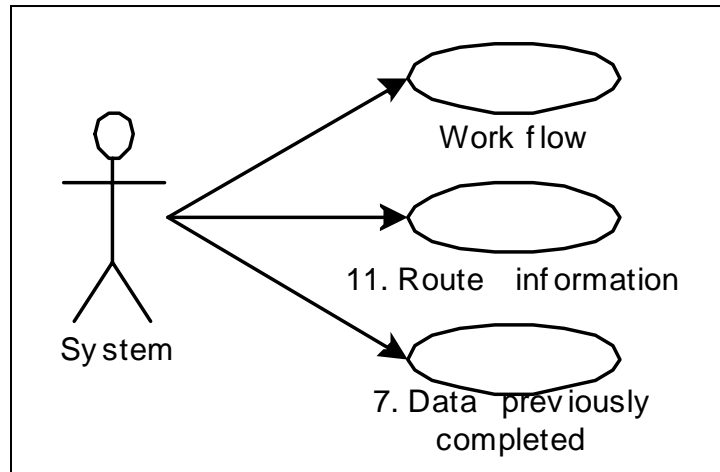 Work flow
11. Route information
System
7. Data previously
completed